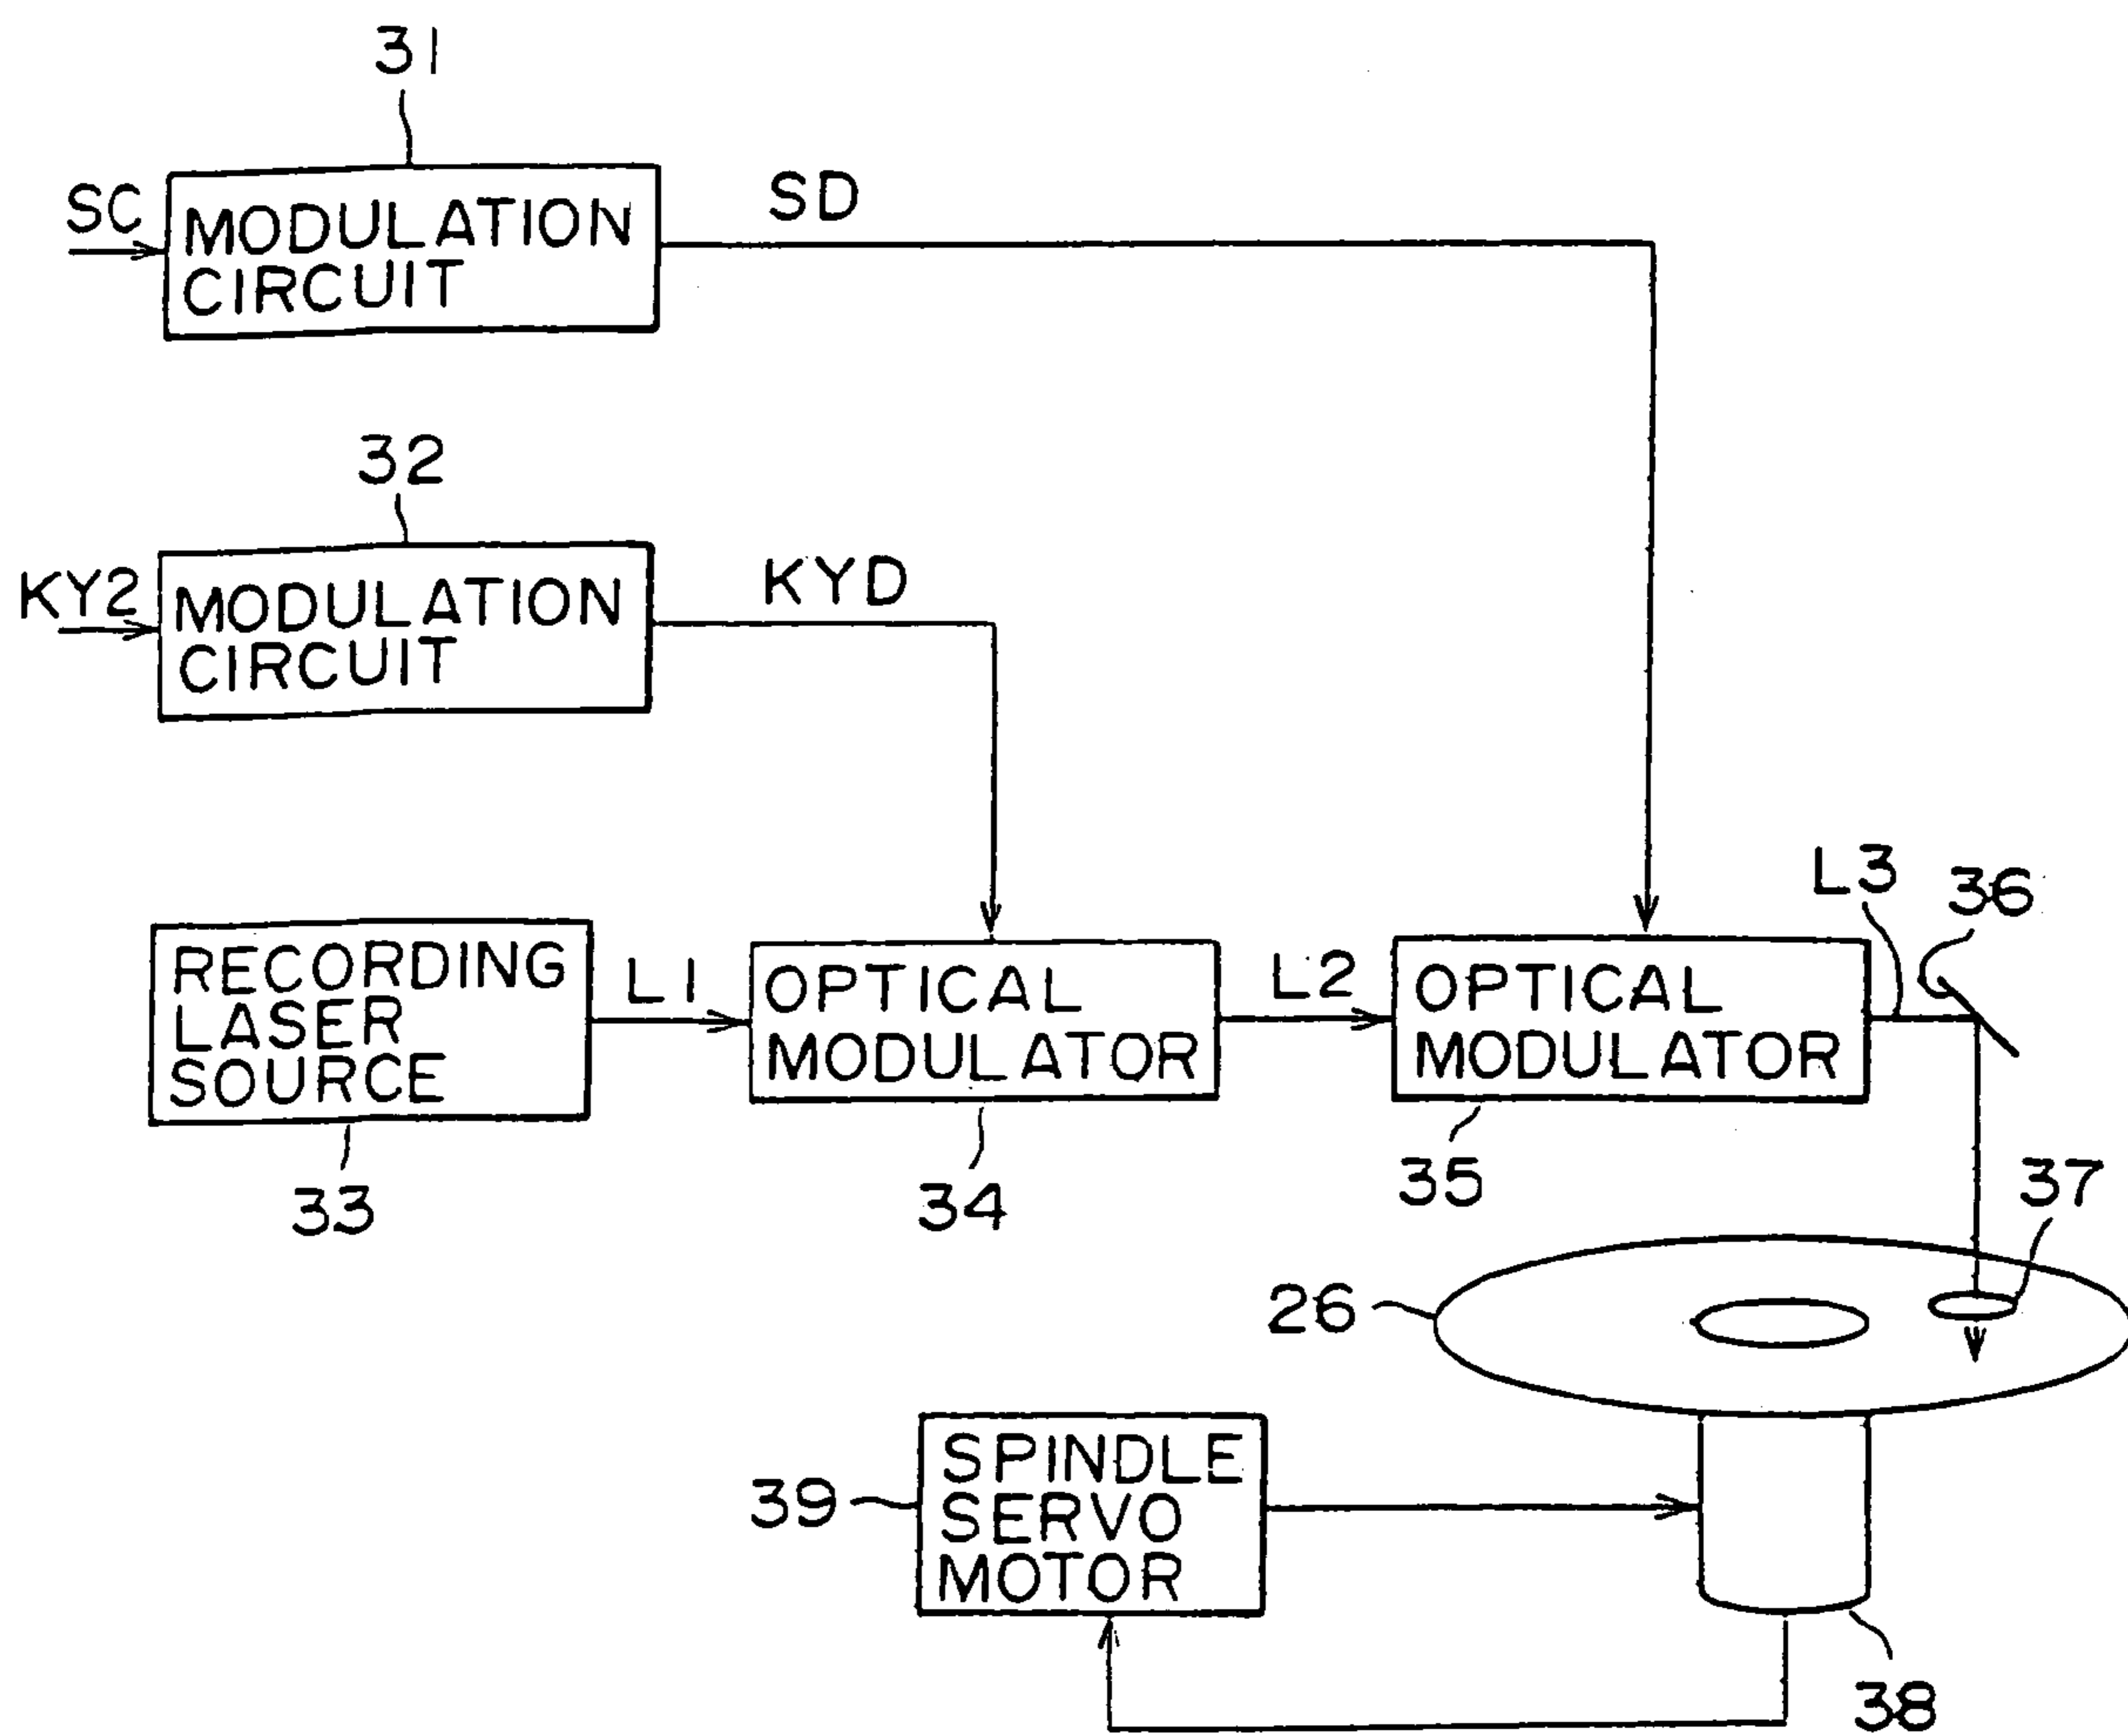 31
SC
MODULATION
CIRCUIT
SD
32
KY2
MODULATION
CIRCUIT
KYD
RECORDING
LASER
SOURCE
33
L1
OPTICAL
MODULATOR
34
L2
OPTICAL
MODULATOR
35
L3
36
37
26
SPINDLE
SERVO
MOTOR
39
38